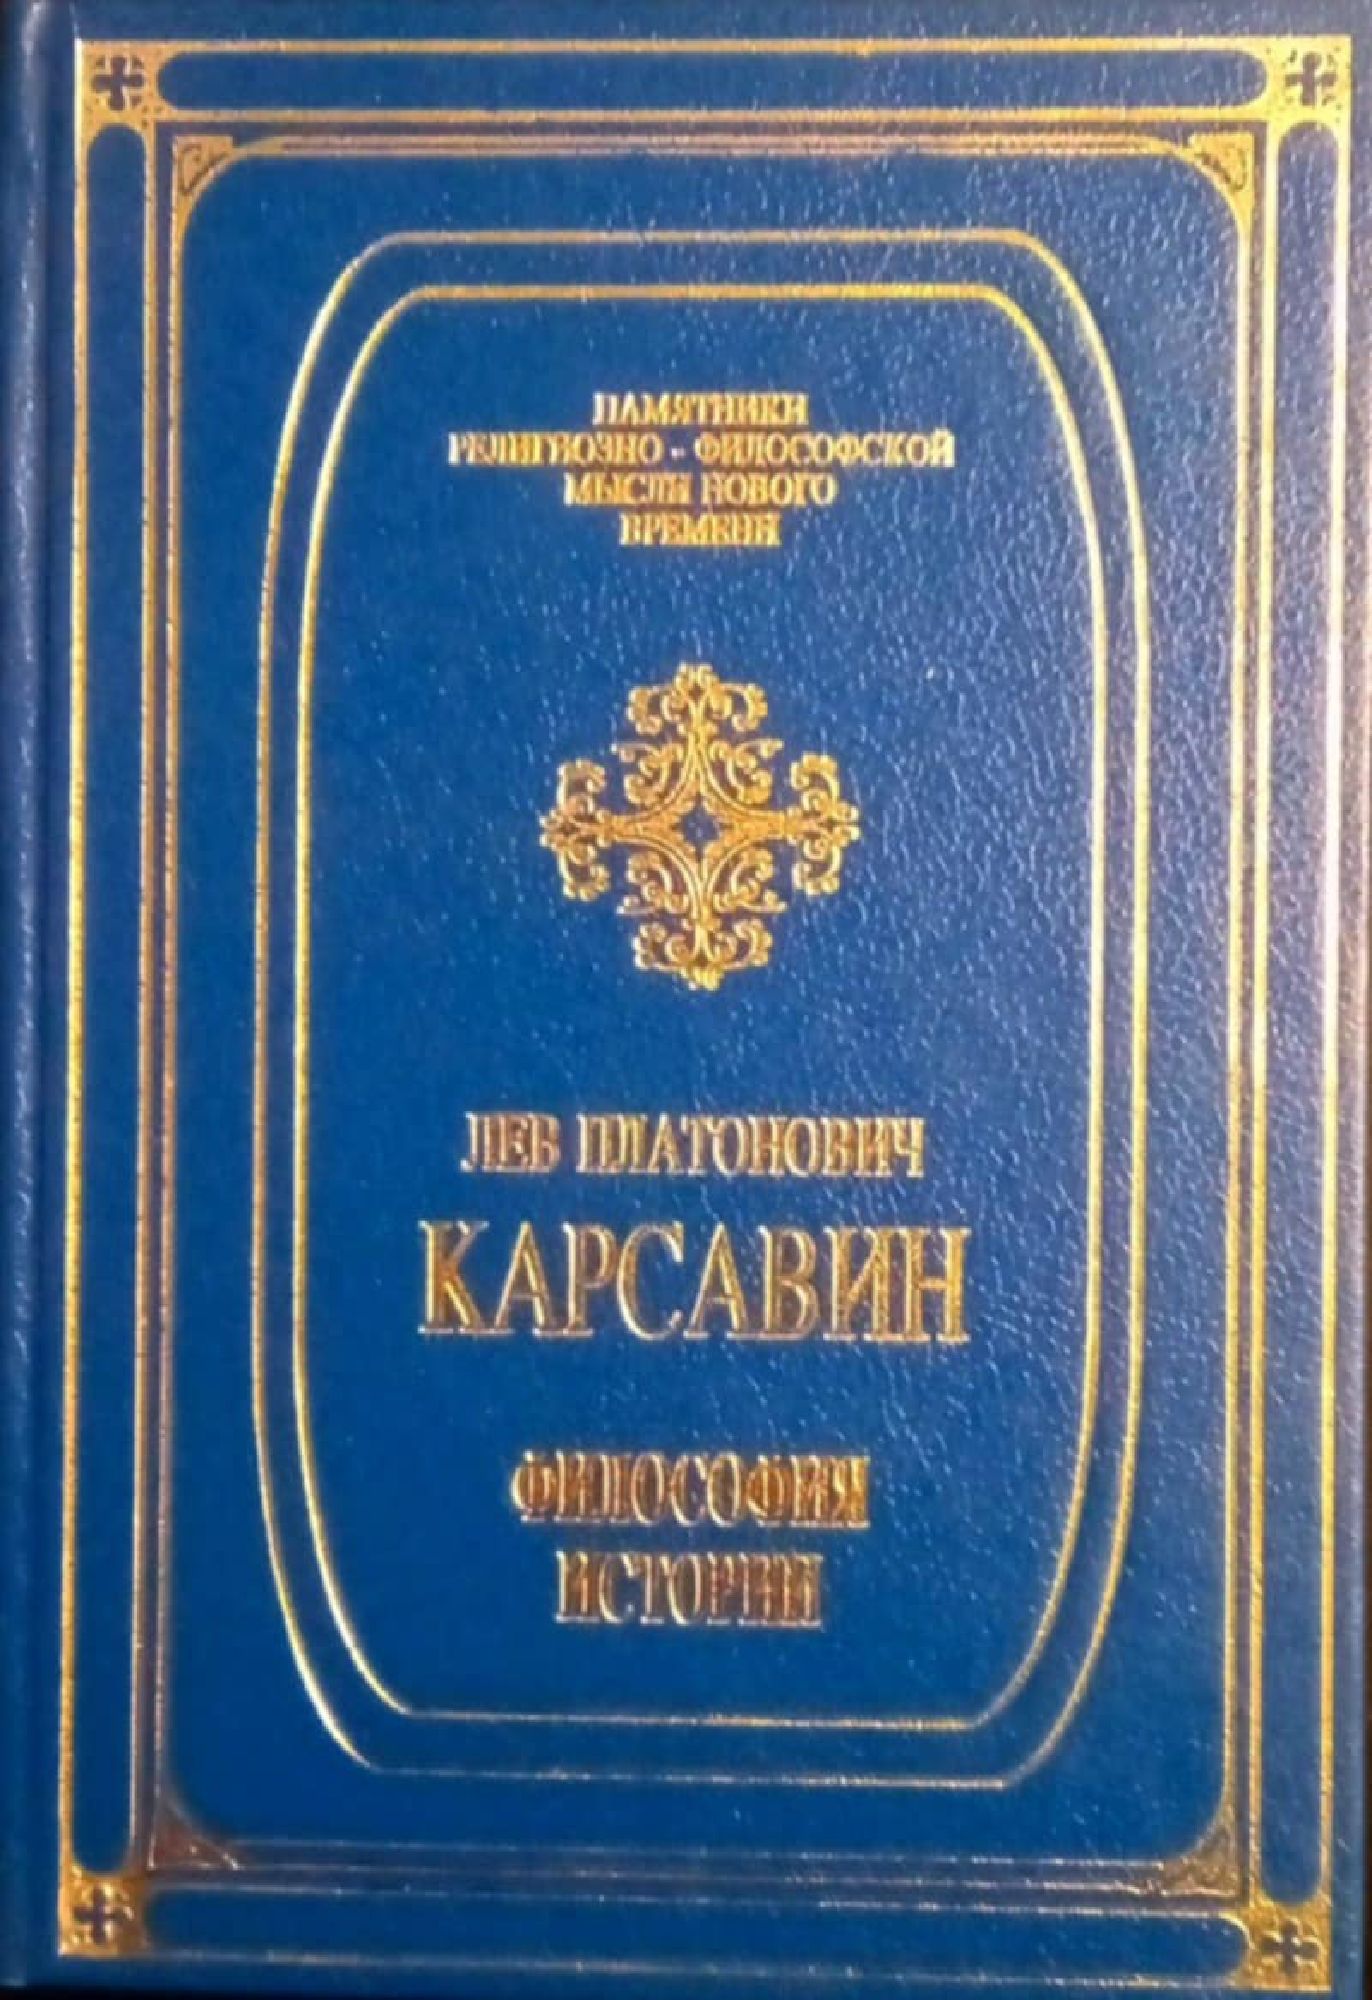 ПАМЯТНИКИ
РЕЛИГИОЗНО - ФИЛОСОФСКОЙ
МЫСЛИ НОВОГО
ВРЕМЕНИ
ЛЕВ ПЛАТОНОВИЧ
КАРСАВИН
ФИЛОСОФИЯ
ИСТОРИИ